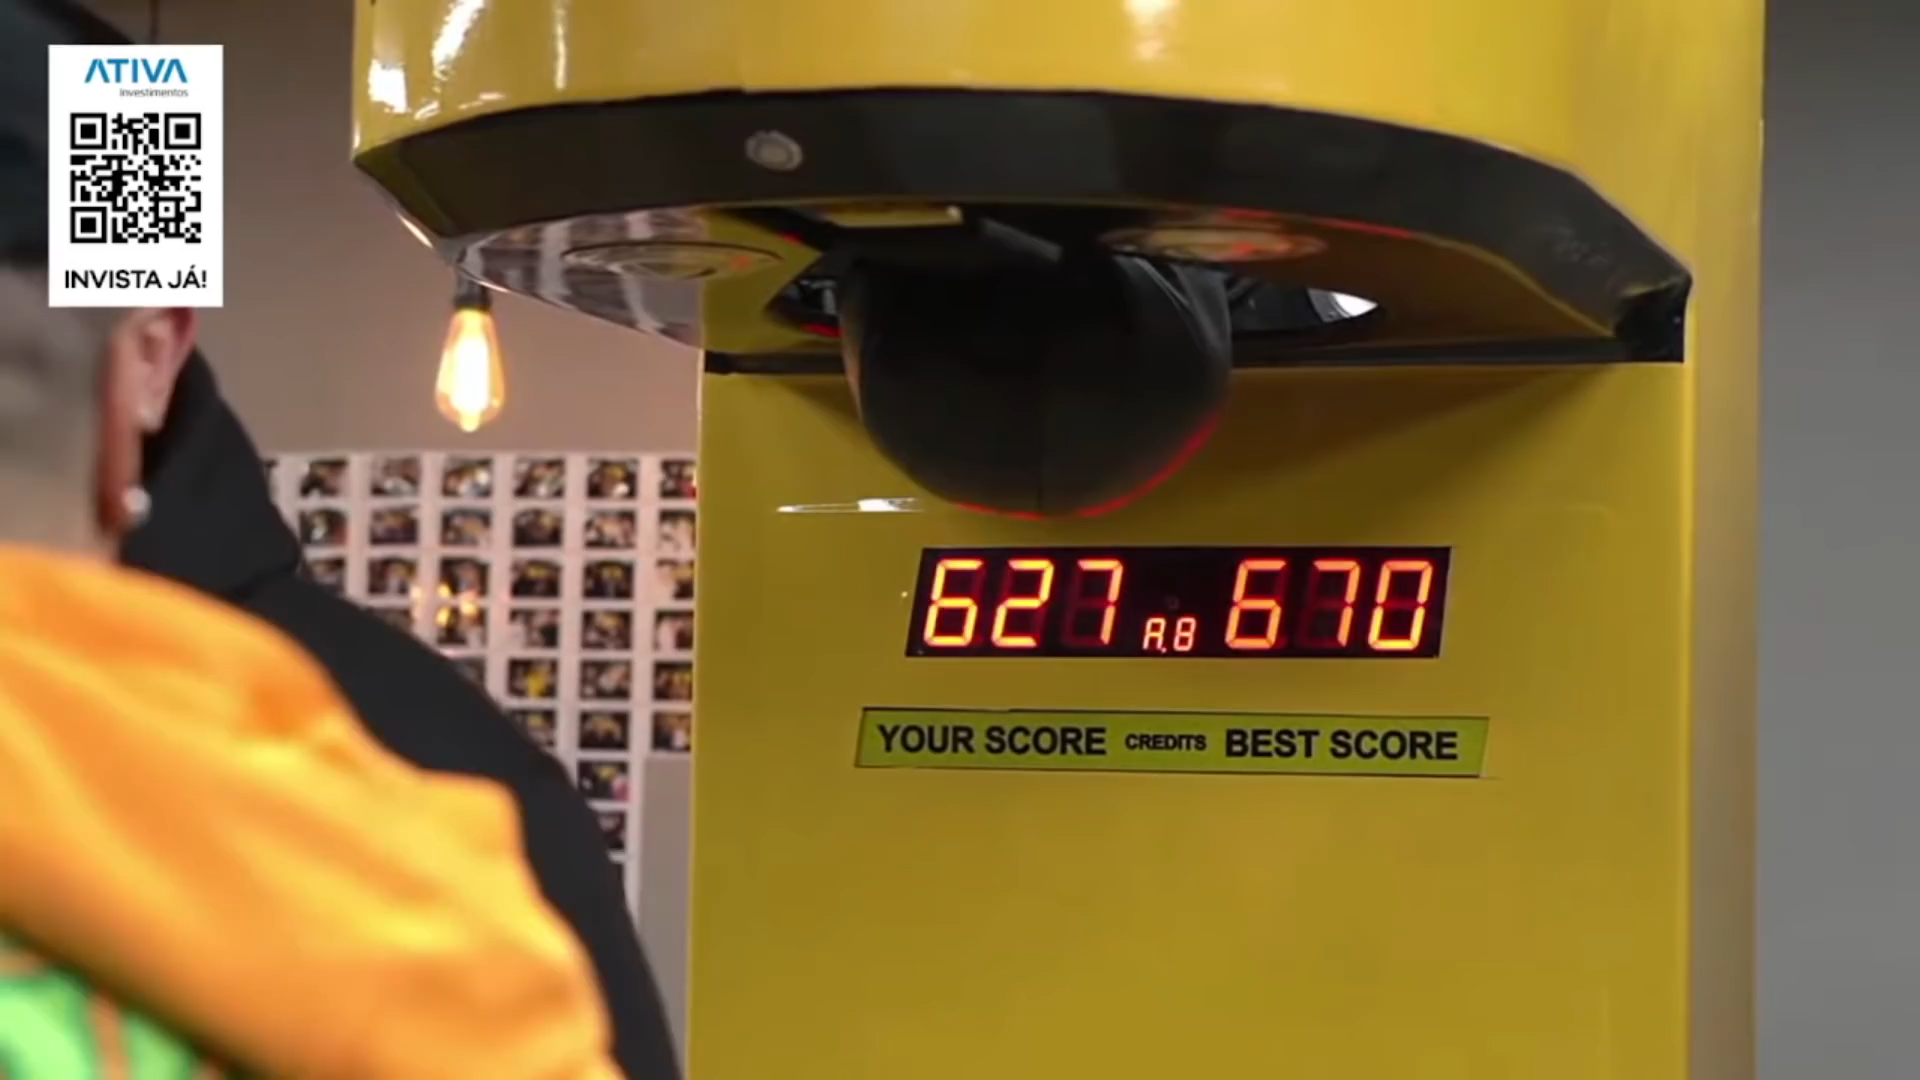 ATIVA
investimentos
INVISTA JÁ!
627 A.8 670
YOUR SCORE CREDITS BEST SCORE